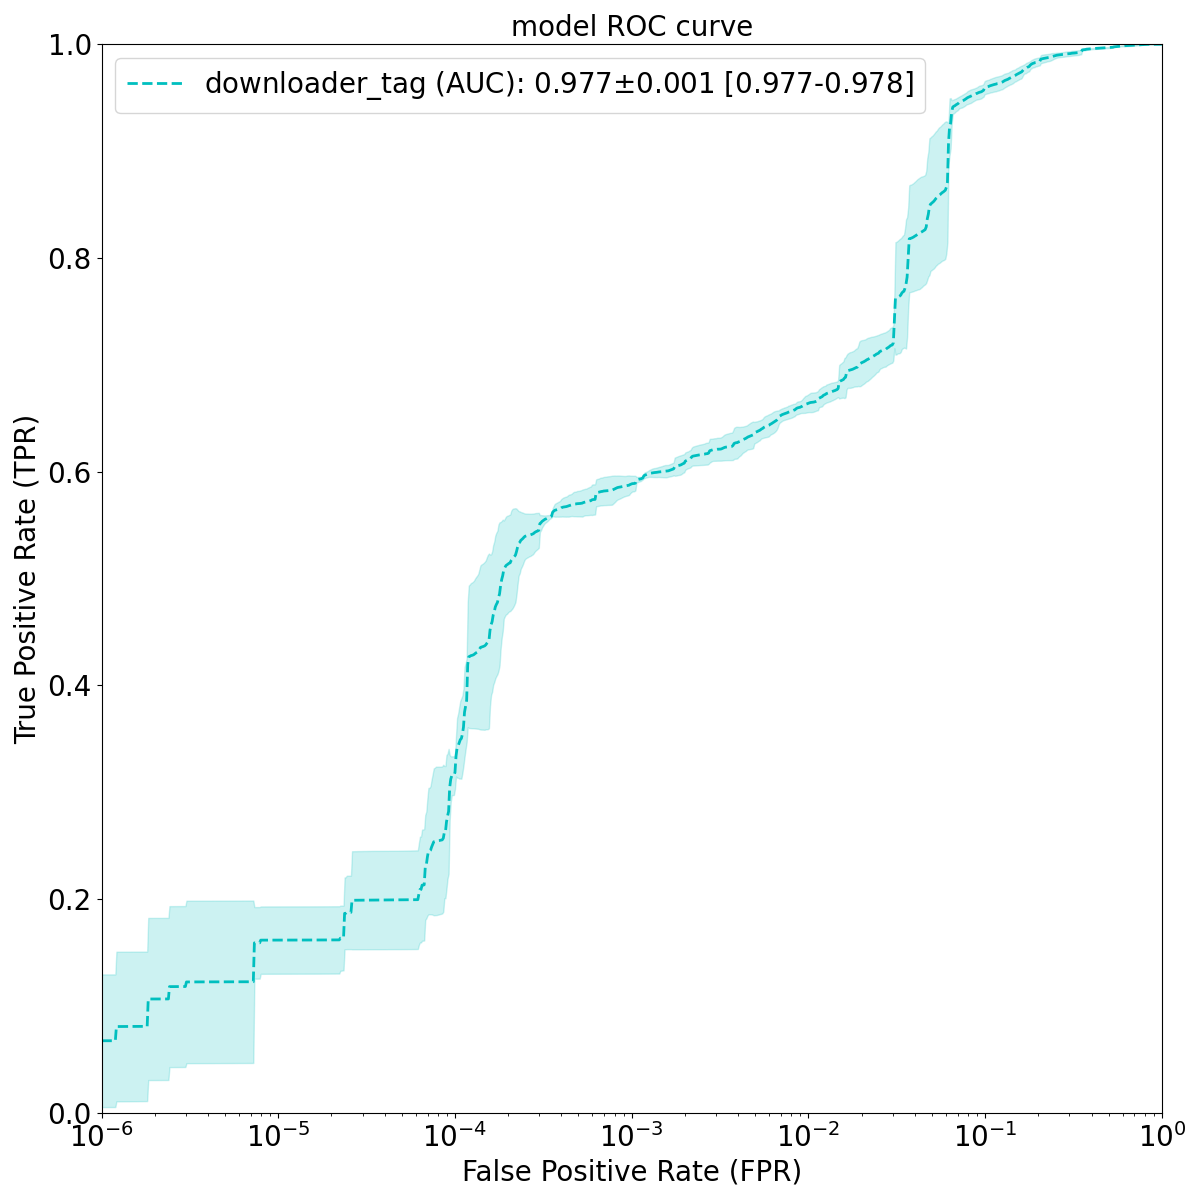 model ROC curve
downloader_tag (AUC): 0.977±0.001 [0.977-0.978]
True Positive Rate (TPR)
1.0
0.8
0.6
0.4
0.2
0.0
10⁻⁶ 10⁻⁵ 10⁻⁴ 10⁻³ 10⁻² 10⁻¹ 10⁰
False Positive Rate (FPR)